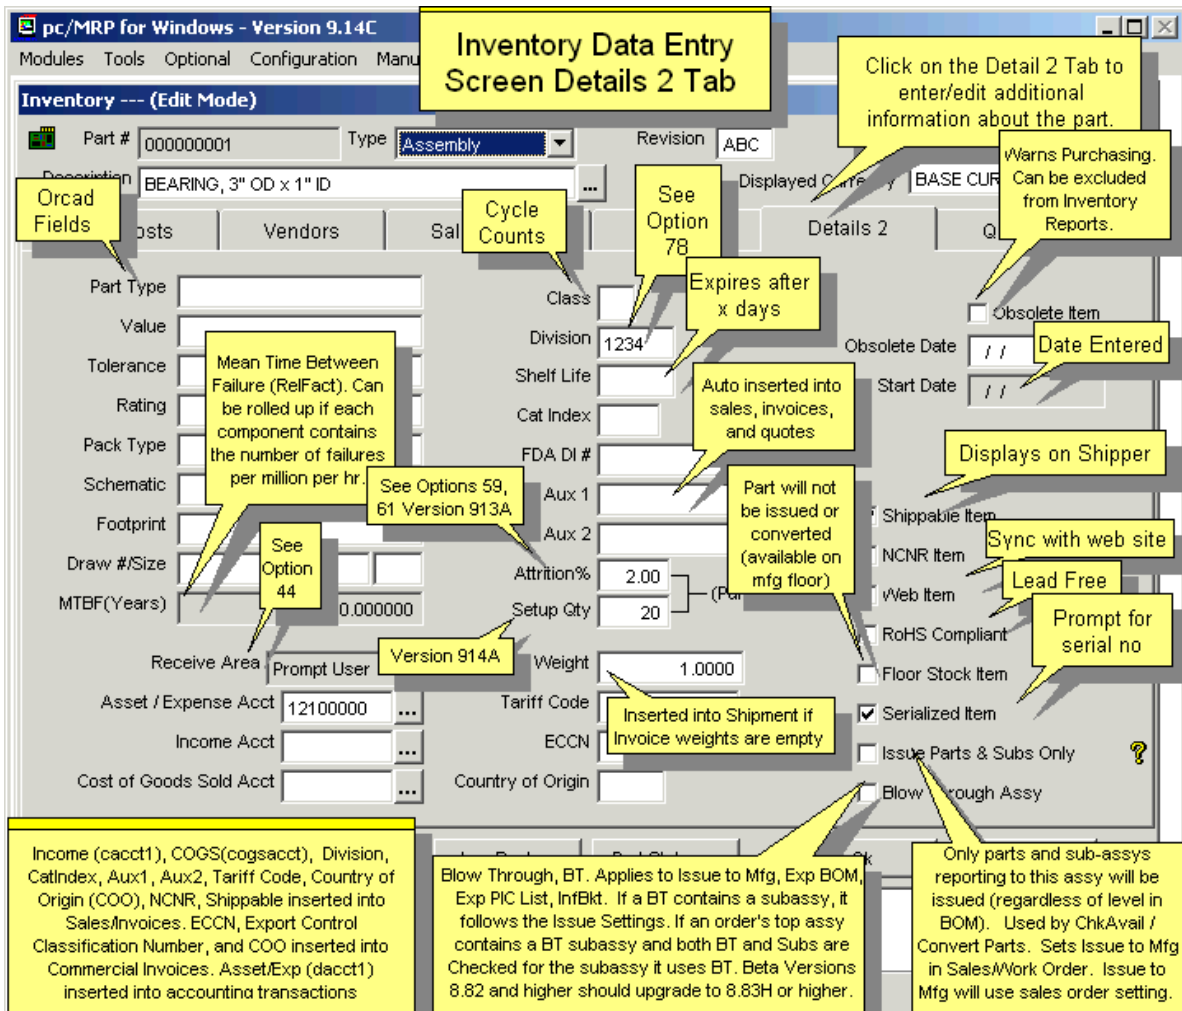 pc/MRP for Windows - Version 9.14C
Inventory Data Entry
Screen Details 2 Tab
Modules Tools Optional Configuration Manu
Click on the Detail 2 Tab to
enter/edit additional
information about the part.
Inventory --- (Edit Mode)
Part # 000000001 Type Assembly Revision ABC
Warns Purchasing.
Can be excluded
from Inventory
Reports.
Description BEARING, 3" OD x 1" ID ... Displayed Currency BASE CUR
Orcad
Fields
Cycle
Counts
See
Option
78
osts Vendors Sal Details 2 Q
Expires after
x days
Part Type
Value
Tolerance
Rating
Pack Type
Schematic
Footprint
Draw #/Size
MTBF(Years) 0.000000
Mean Time Between
Failure (RelFact). Can
be rolled up if each
component contains
the number of failures
per million per hr.
See
Option
44
Receive Area Prompt User
Asset / Expense Acct 12100000 ...
Income Acct ...
Cost of Goods Sold Acct ...
Class
Division 1234
Shelf Life
Cat Index
FDA DI #
Aux 1
Aux 2
Attrition% 2.00
Setup Qty 20
Auto inserted into
sales, invoices,
and quotes
See Options 59,
61 Version 913A
Version 914A
Weight 1.0000
Tariff Code
ECCN
Country of Origin
Inserted into Shipment if
Invoice weights are empty
Part will not
be issued or
converted
(available on
mfg floor)
Obsolete Item
Obsolete Date / /
Start Date / /
Date Entered
Displays on Shipper
Shippable Item
NCNR Item
Sync with web site
Web Item
Lead Free
RoHS Compliant
Prompt for
serial no
Floor Stock Item
Serialized Item
Issue Parts & Subs Only ?
Blow Through Assy
Income (cacct1), COGS(cogsacct), Division,
CatIndex, Aux1, Aux2, Tariff Code, Country of
Origin (COO), NCNR, Shippable inserted into
Sales/Invoices. ECCN, Export Control
Classification Number, and COO inserted into
Commercial Invoices. Asset/Exp (dacct1)
inserted into accounting transactions
Blow Through, BT. Applies to Issue to Mfg, Exp BOM,
Exp PIC List, InfBkt. If a BT contains a subassy, it
follows the Issue Settings. If an order's top assy
contains a BT subassy and both BT and Subs are
Checked for the subassy it uses BT. Beta Versions
8.82 and higher should upgrade to 8.83H or higher.
Only parts and sub-assys
reporting to this assy will be
issued (regardless of level in
BOM). Used by ChkAvail /
Convert Parts. Sets Issue to Mfg
in Sales/Work Order. Issue to
Mfg will use sales order setting.